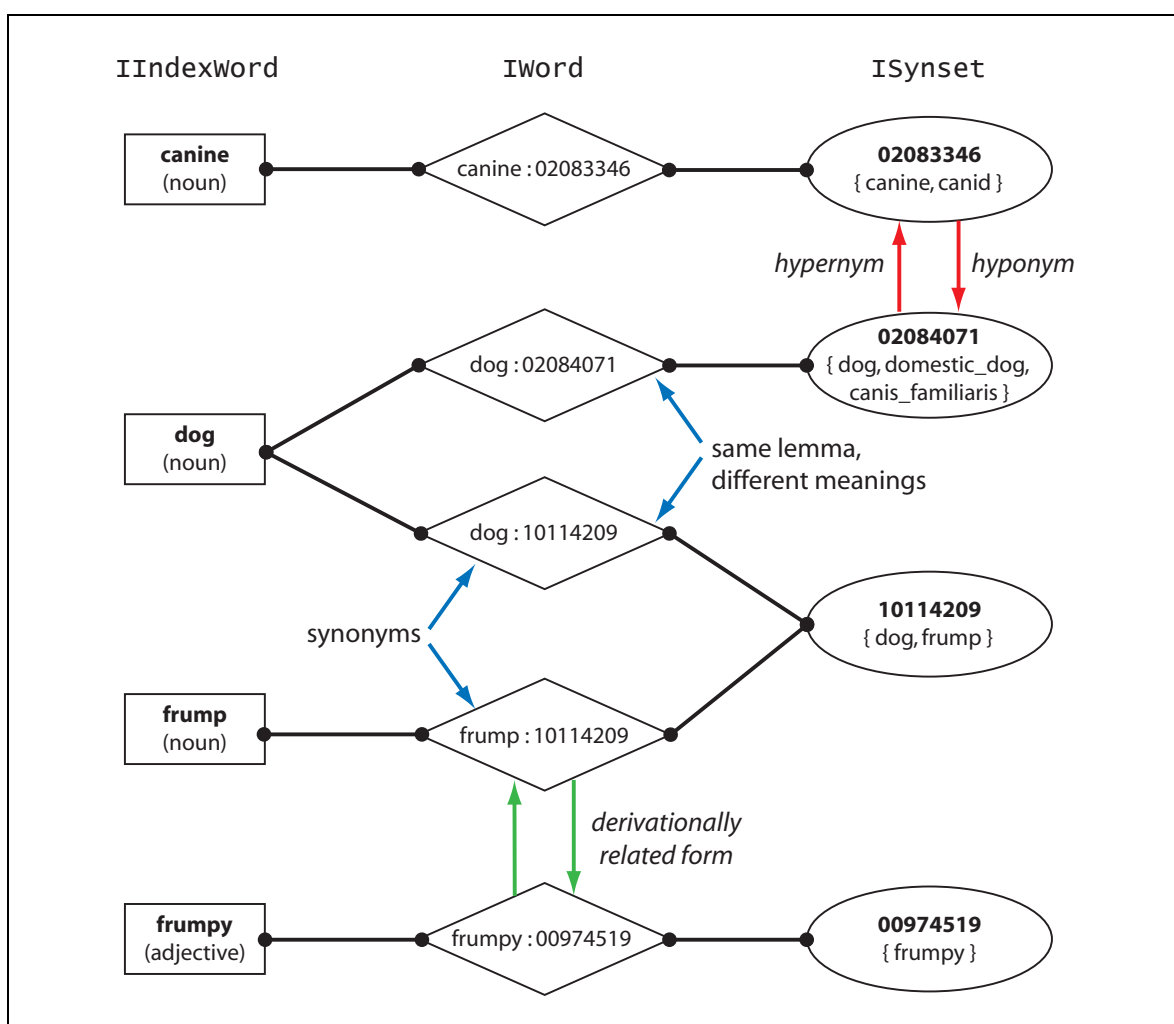 IIndexWord IWord ISynset
canine
(noun)
canine : 02083346
02083346
{ canine, canid }
hypernym hyponym
dog : 02084071
02084071
{ dog, domestic_dog,
canis_familiaris }
dog
(noun)
same lemma,
different meanings
dog : 10114209
synonyms
10114209
{ dog, frump }
frump
(noun)
frump : 10114209
derivationally
related form
frumpy
(adjective)
frumpy : 00974519
00974519
{ frumpy }